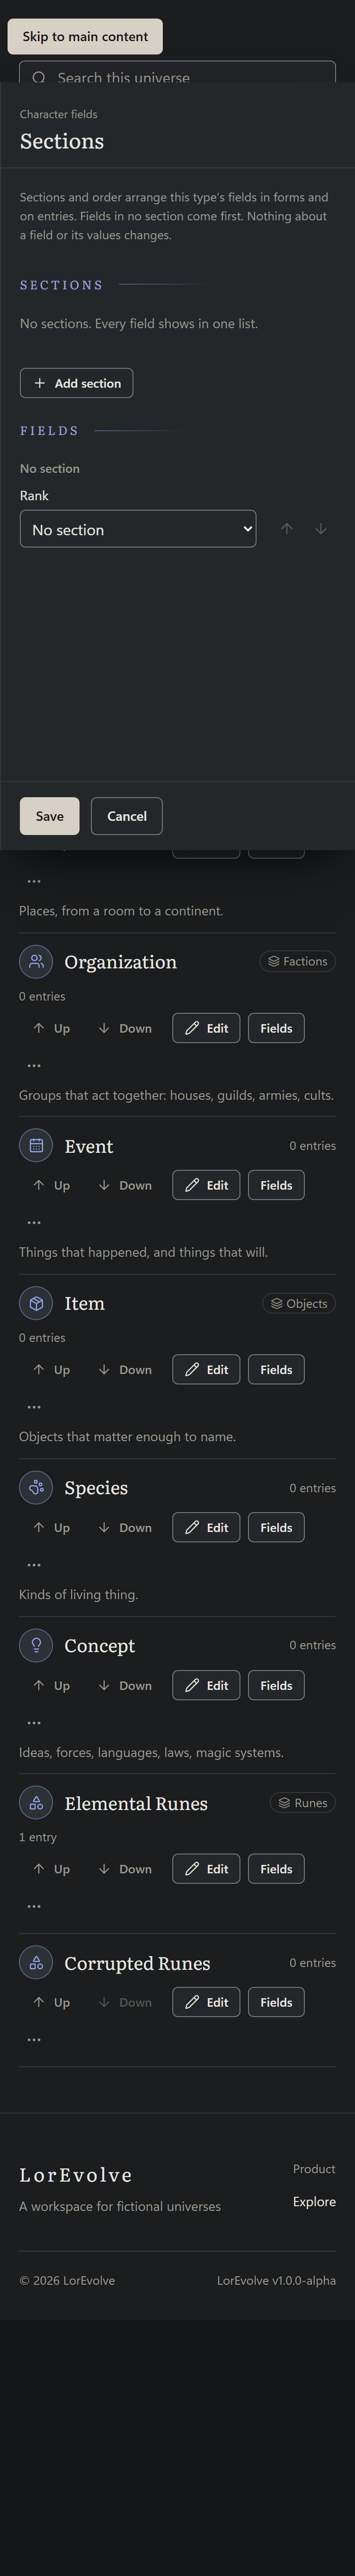 Skip to main content
Search this universe
Character fields
Sections
Sections and order arrange this type's fields in forms and
on entries. Fields in no section come first. Nothing about
a field or its values changes.
SECTIONS
No sections. Every field shows in one list.
Add section
FIELDS
No section
Rank
No section
Save
Cancel
Places, from a room to a continent.
Organization
Factions
0 entries
Up
Down
Edit
Fields
Groups that act together: houses, guilds, armies, cults.
Event
0 entries
Up
Down
Edit
Fields
Things that happened, and things that will.
Item
Objects
0 entries
Up
Down
Edit
Fields
Objects that matter enough to name.
Species
0 entries
Up
Down
Edit
Fields
Kinds of living thing.
Concept
0 entries
Up
Down
Edit
Fields
Ideas, forces, languages, laws, magic systems.
Elemental Runes
Runes
1 entry
Up
Down
Edit
Fields
Corrupted Runes
0 entries
Up
Down
Edit
Fields
LorEvolve
Product
A workspace for fictional universes
Explore
© 2026 LorEvolve
LorEvolve v1.0.0-alpha